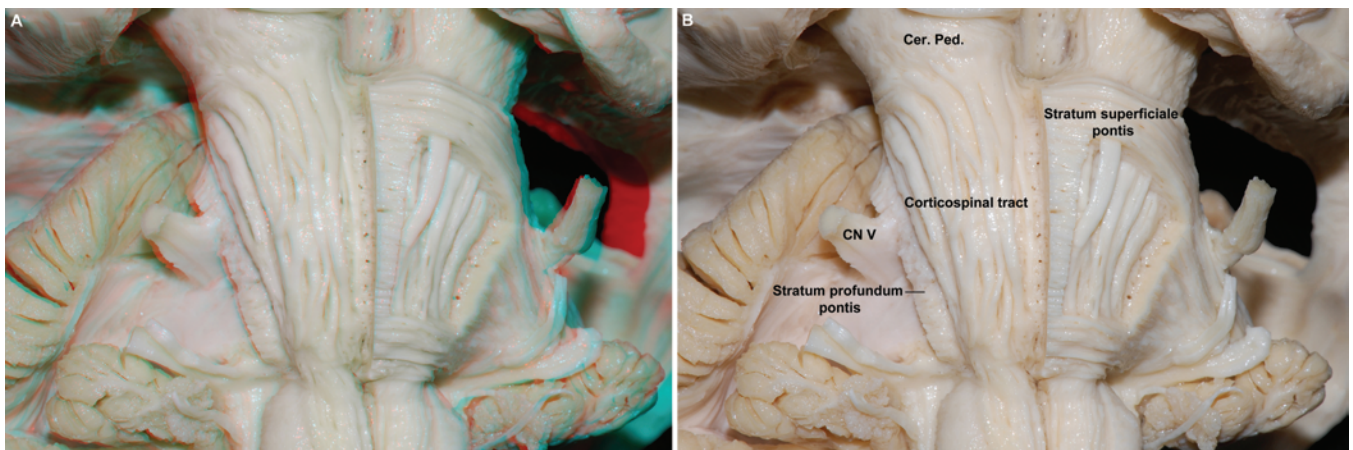 A
B
Cer. Ped.
Stratum superficiale
pontis
Corticospinal tract
CN V
Stratum profundum
pontis